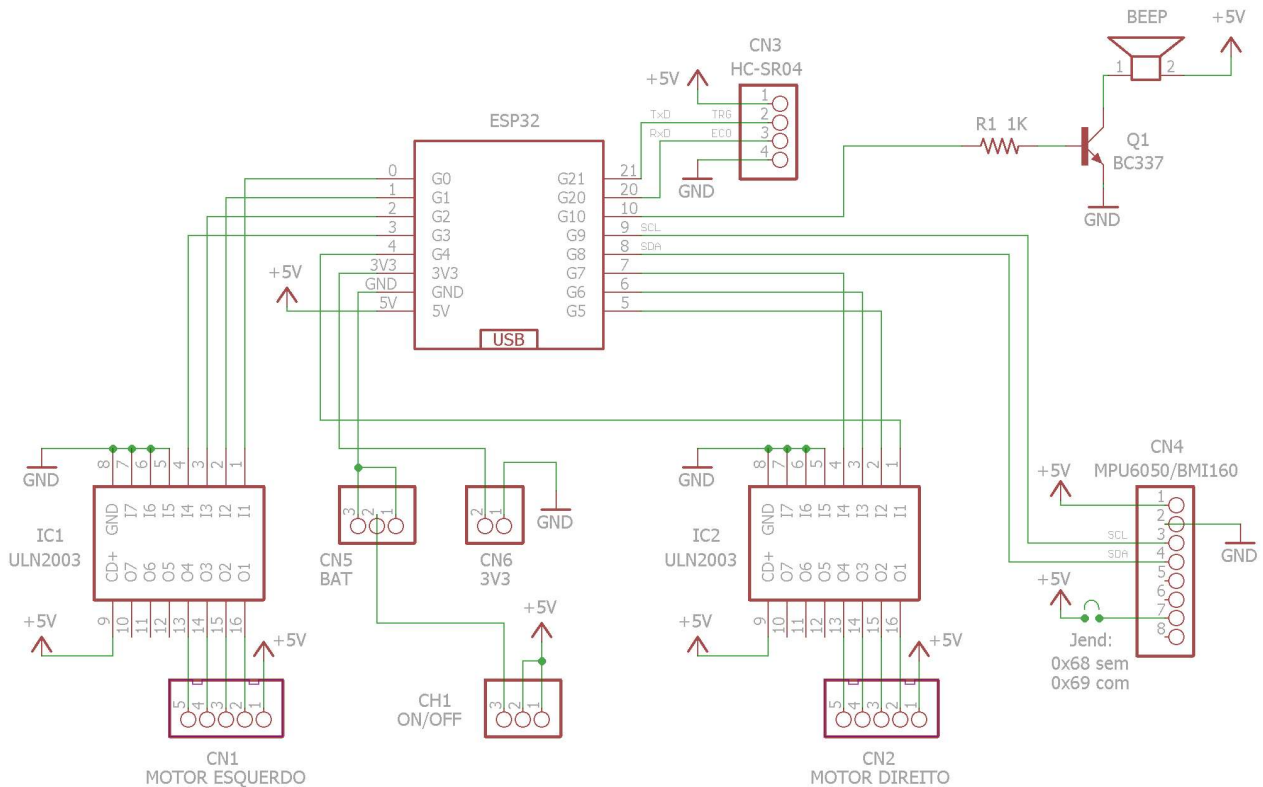 BEEP
+5V
1
2
CN3
HC-SR04
+5V
1
TxD
TRG
2
RxD
ECO
3
4
GND
R1 1K
Q1
BC337
GND
ESP32
0
G0
G21
21
1
G1
G20
20
2
G2
G10
10
3
G3
G9
9
SCL
4
G4
G8
8
SDA
3V3
3V3
G7
7
GND
GND
G6
6
5V
5V
G5
5
+5V
USB
GND
8
7
6
5
4
3
2
1
GND
I7
I6
I5
I4
I3
I2
I1
IC1
ULN2003
CD+
O7
O6
O5
O4
O3
O2
O1
9
10
11
12
13
14
15
16
+5V
+5V
5
4
3
2
1
CN1
MOTOR ESQUERDO
3
2
1
CN5
BAT
2
1
CN6
3V3
GND
+5V
CH1
ON/OFF
3
2
1
GND
8
7
6
5
4
3
2
1
GND
I7
I6
I5
I4
I3
I2
I1
IC2
ULN2003
CD+
O7
O6
O5
O4
O3
O2
O1
9
10
11
12
13
14
15
16
+5V
+5V
5
4
3
2
1
CN2
MOTOR DIREITO
CN4
MPU6050/BMI160
+5V
1
2
GND
SCL
3
SDA
4
5
+5V
6
7
8
Jend:
0x68 sem
0x69 com